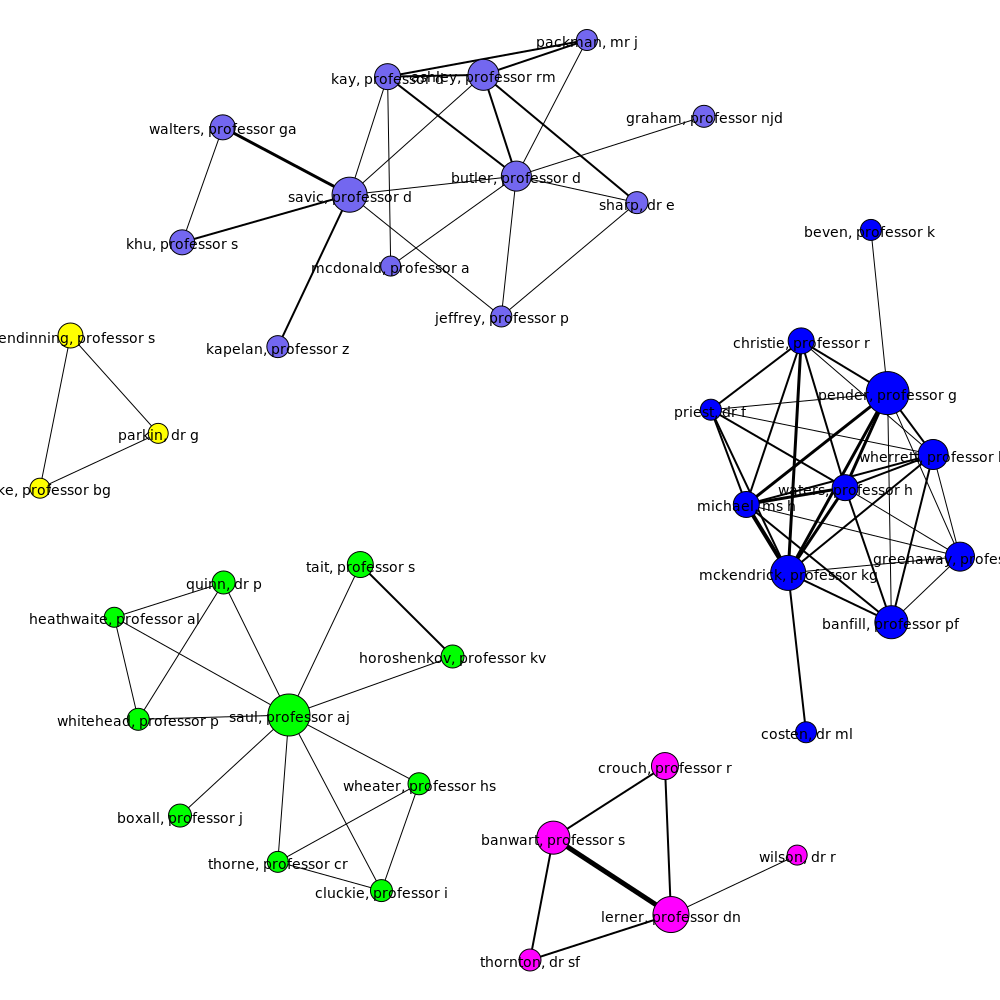 packman, mr j
kay, professor d
ashley, professor rm
graham, professor njd
walters, professor ga
butler, professor d
savic, professor d
sharp, dr e
khu, professor s
mcdonald, professor a
jeffrey, professor p
kapelan, professor z
beven, professor k
christie, professor r
endinning, professor s
pender, professor g
priest, dr f
parkin, dr g
wherrett, professor
ke, professor bg
waters, professor h
michael, ms h
greenaway, profes
mckendrick, professor kg
banfill, professor pf
tait, professor s
quinn, dr p
heathwaite, professor al
horoshenkov, professor kv
whitehead, professor p
saul, professor aj
costen, dr ml
crouch, professor r
wheater, professor hs
boxall, professor j
banwart, professor s
wilson, dr r
thorne, professor cr
cluckie, professor i
lerner, professor dn
thornton, dr sf